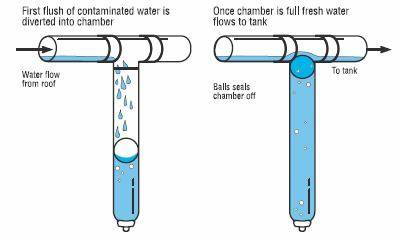 First flush of contaminated water is
diverted into chamber
Water flow
from roof
Once chamber is full fresh water
flows to tank
Balls seals
chamber off
To tank